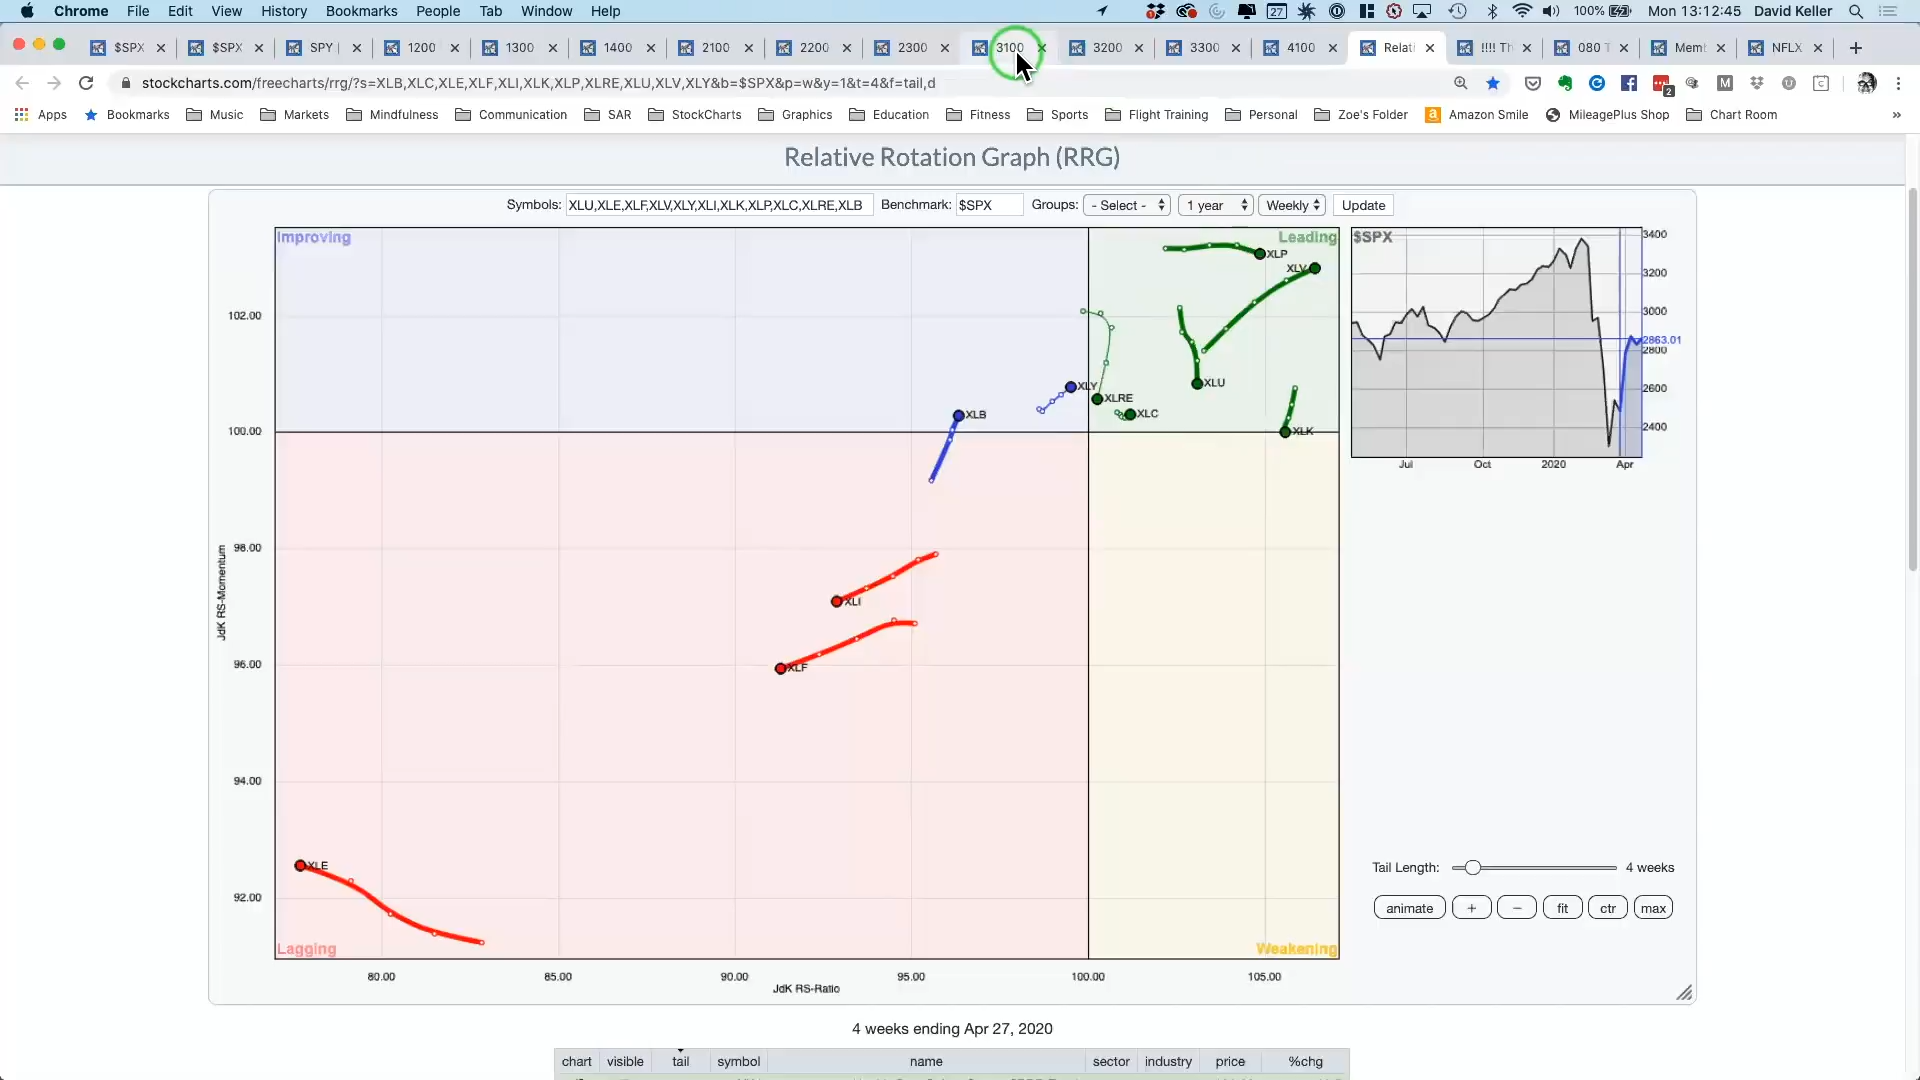 Chrome File Edit View History Bookmarks People Tab Window Help 27 100% Mon 13:12:45 David Keller
$SPX $SPX SPY 1200 1300 1400 2100 2200 2300 3100 3200 3300 4100 Relati !!!! Th 080 T Memb NFLX
stockcharts.com/freecharts/rrg/?s=XLB,XLC,XLE,XLF,XLI,XLK,XLP,XLRE,XLU,XLV,XLY&b=$SPX&p=w&y=1&t=4&f=tail,d
Apps Bookmarks Music Markets Mindfulness Communication SAR StockCharts Graphics Education Fitness Sports Flight Training Personal Zoe's Folder Amazon Smile MileagePlus Shop Chart Room »
Relative Rotation Graph (RRG)
Symbols: XLU,XLE,XLF,XLV,XLY,XLI,XLK,XLP,XLC,XLRE,XLB Benchmark: $SPX Groups: - Select - 1 year Weekly Update
Improving
Leading
$SPX
3400
XLP
XLV
3200
102.00
3000
2863.01
2800
XLY
XLU
2600
XLRE
XLB
XLC
100.00
XLK
2400
Jul Oct 2020 Apr
98.00
XLI
JdK RS-Momentum
96.00
XLF
94.00
XLE
Tail Length: 4 weeks
92.00
animate + − fit ctr max
Lagging
Weakening
80.00 85.00 90.00 95.00 100.00 105.00
JdK RS-Ratio
4 weeks ending Apr 27, 2020
chart visible tail symbol name sector industry price %chg